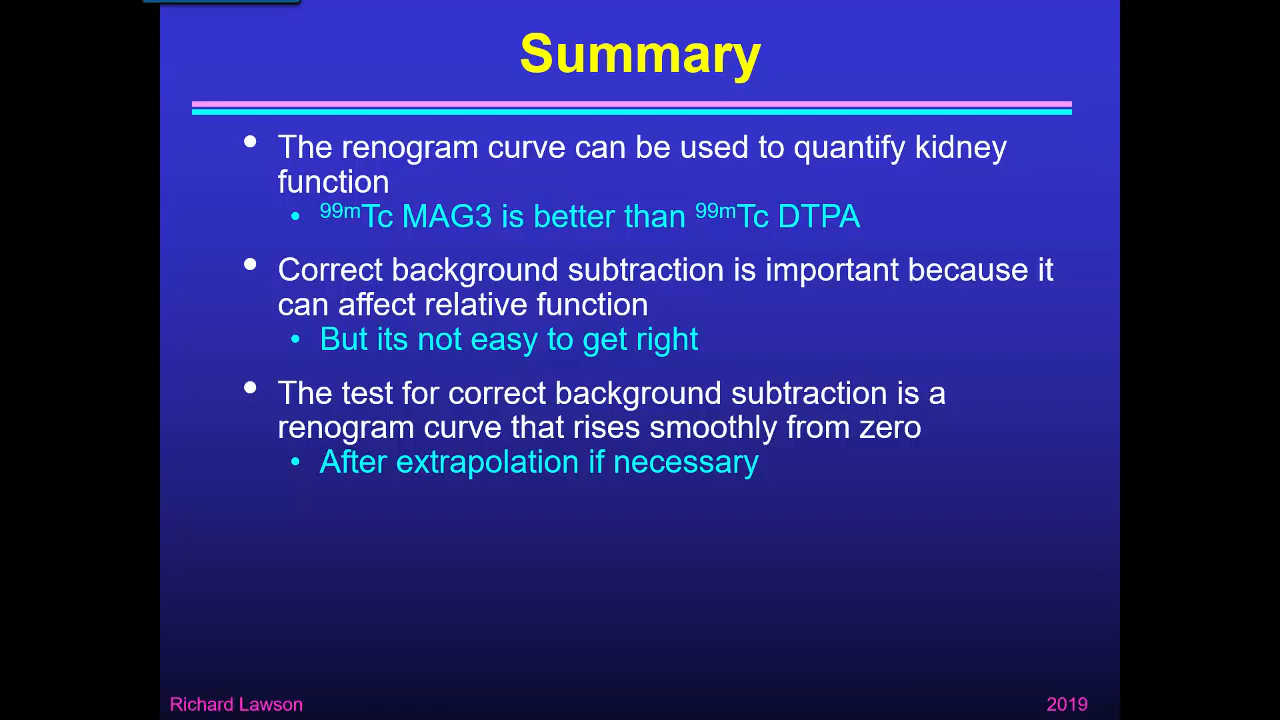 Summary
• The renogram curve can be used to quantify kidney
function
• 99mTc MAG3 is better than 99mTc DTPA
• Correct background subtraction is important because it
can affect relative function
• But its not easy to get right
• The test for correct background subtraction is a
renogram curve that rises smoothly from zero
• After extrapolation if necessary
Richard Lawson
2019